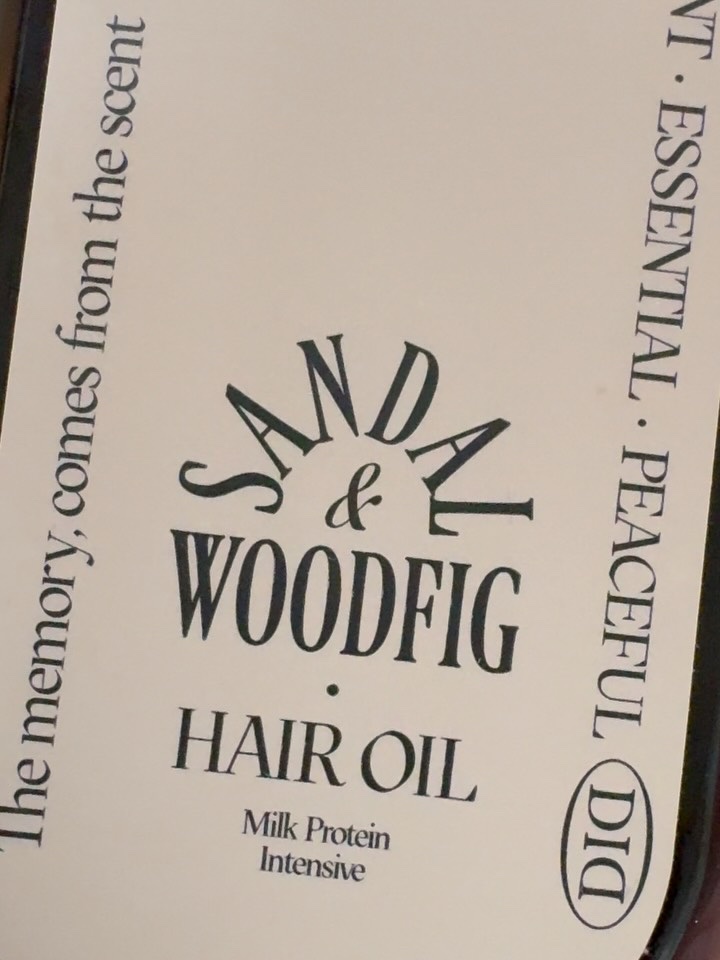 The memory, comes from the scent
SANDAL
&
WOODFIG
·
HAIR OIL
Milk Protein
Intensive
· ESSENTIAL · PEACEFUL
DID